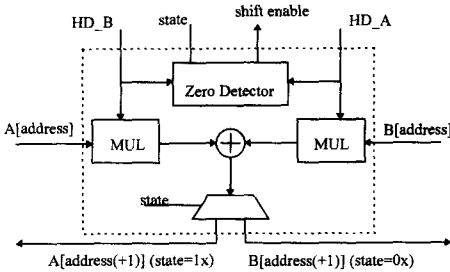 HD_B
state
shift enable
HD_A
Zero Detector
A[address]
MUL
MUL
B[address]
state
A[address(+1)] (state=1x)
B[address(+1)] (state=0x)